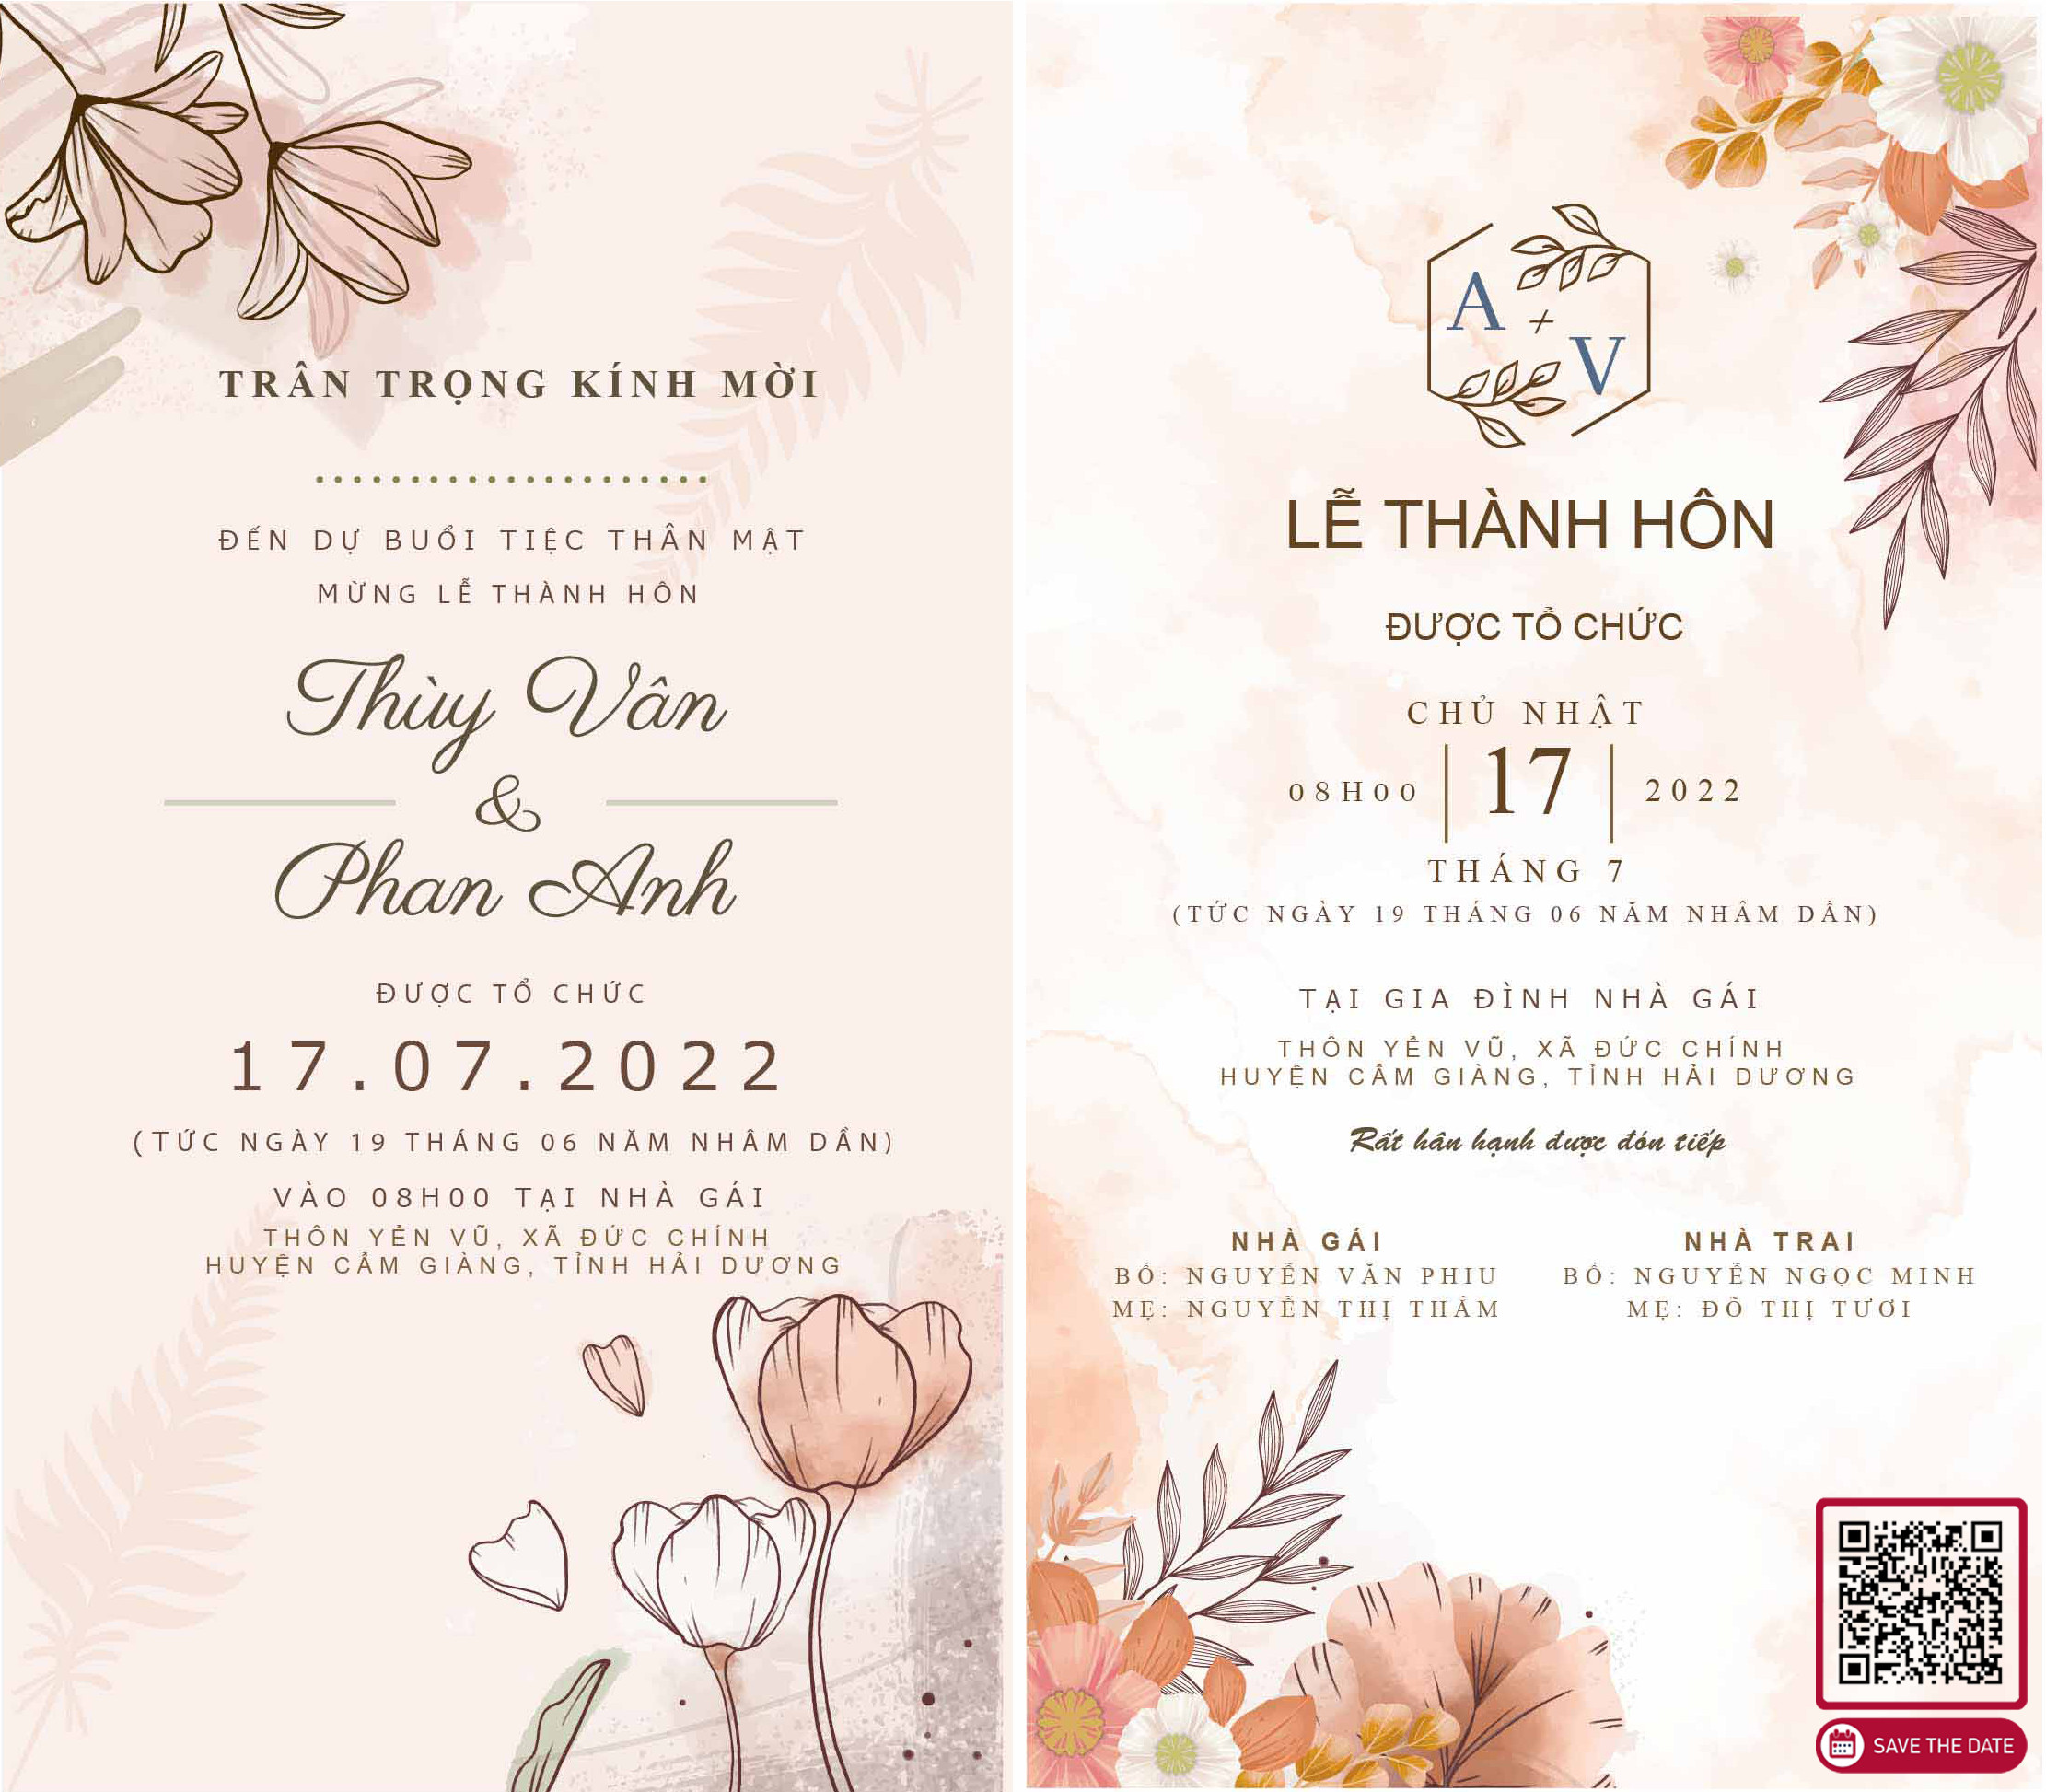 TRÂN TRỌNG KÍNH MỜI
ĐẾN DỰ BUỔI TIỆC THÂN MẬT
MỪNG LỄ THÀNH HÔN
Thùy Vân
&
Phan Anh
ĐƯỢC TỔ CHỨC
17.07.2022
(TỨC NGÀY 19 THÁNG 06 NĂM NHÂM DẦN)
VÀO 08H00 TẠI NHÀ GÁI
THÔN YỂN VŨ, XÃ ĐỨC CHÍNH
HUYỆN CẨM GIÀNG, TỈNH HẢI DƯƠNG
A
+
V
LỄ THÀNH HÔN
ĐƯỢC TỔ CHỨC
CHỦ NHẬT
08H00 | 17 | 2022
THÁNG 7
(TỨC NGÀY 19 THÁNG 06 NĂM NHÂM DẦN)
TẠI GIA ĐÌNH NHÀ GÁI
THÔN YỂN VŨ, XÃ ĐỨC CHÍNH
HUYỆN CẨM GIÀNG, TỈNH HẢI DƯƠNG
Rất hân hạnh được đón tiếp
NHÀ GÁI
BỐ: NGUYỄN VĂN PHIU
MẸ: NGUYỄN THỊ THẮM
NHÀ TRAI
BỐ: NGUYỄN NGỌC MINH
MẸ: ĐÕ THỊ TƯƠI
SAVE THE DATE